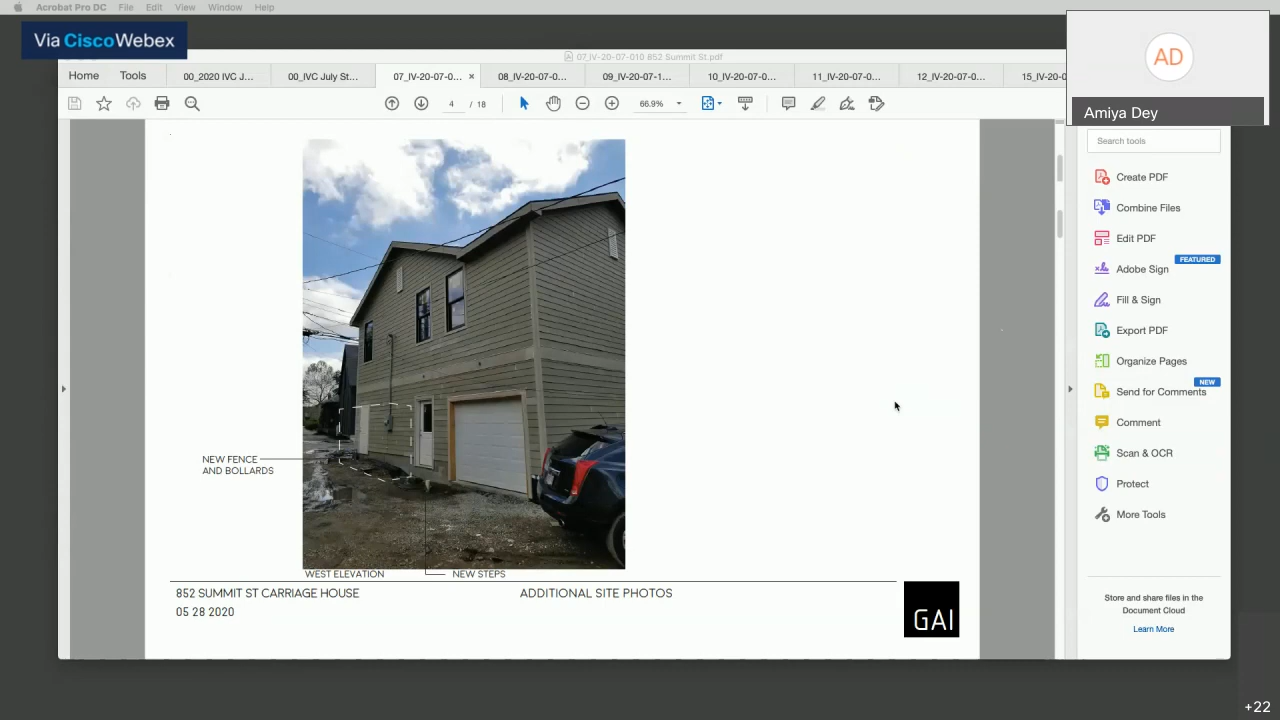 Acrobat Pro DC File Edit View Window Help
Via CiscoWebex
07_IV-20-07-010 852 Summit St.pdf
Home Tools 00_2020 IVC J... 00_IVC July St... 07_IV-20-07-0... × 08_IV-20-07-0... 09_IV-20-07-1... 10_IV-20-07-0... 11_IV-20-07-0... 12_IV-20-07-0... 15_IV-20-0
4 / 18 66.9%
AD
Amiya Dey
Search tools
Create PDF
Combine Files
Edit PDF
FEATURED
Adobe Sign
Fill & Sign
Export PDF
Organize Pages
NEW
Send for Comments
Comment
Scan & OCR
Protect
More Tools
Store and share files in the
Document Cloud
Learn More
NEW FENCE
AND BOLLARDS
WEST ELEVATION NEW STEPS
852 SUMMIT ST CARRIAGE HOUSE ADDITIONAL SITE PHOTOS
05 28 2020
GAI
+22